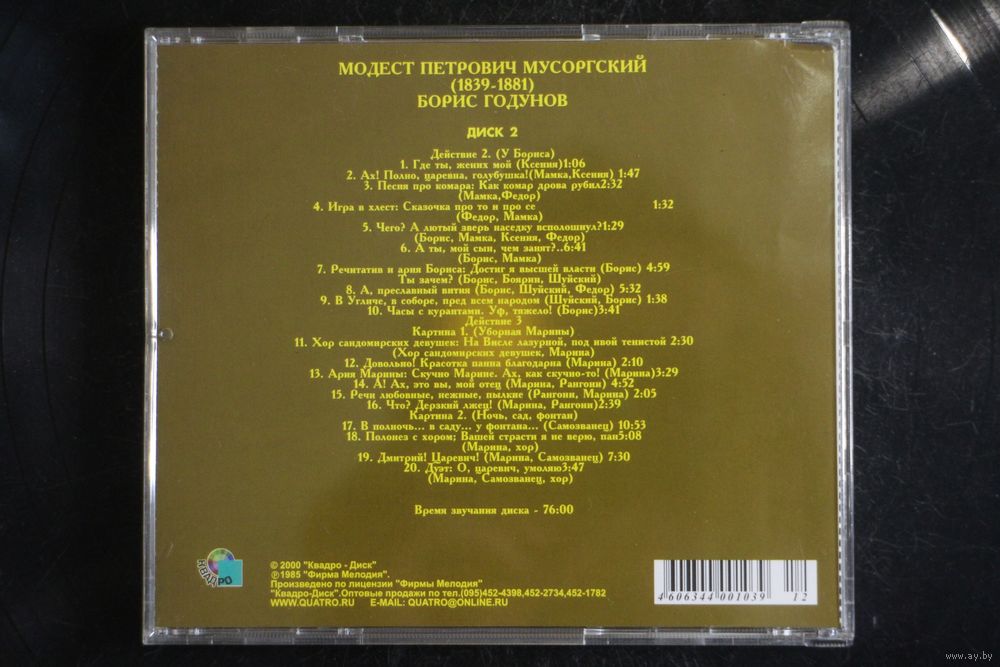 МОДЕСТ ПЕТРОВИЧ МУСОРГСКИЙ
(1839-1881)
БОРИС ГОДУНОВ
ДИСК 2
Действие 2. (У Бориса)
1. Где ты, жених мой (Ксения)1:06
2. Ах! Полно, царевна, голубушка!(Мамка,Ксения) 1:47
3. Песня про комара: Как комар дрова рубил2:32
(Мамка,Федор)
4. Игра в хлест: Сказочка про то и про се 1:32
(Федор, Мамка)
5. Чего? А лютый зверь наседку всполошнул?1:29
(Борис, Мамка, Ксения, Федор)
6. А ты, мой сын, чем занят?..6:41
(Борис, Мамка)
7. Речитатив и ария Бориса: Достиг я высшей власти (Борис) 4:59
Ты зачем? (Борис, Боярин, Шуйский)
8. А, преславный вития (Борис, Шуйский, Федор) 5:32
9. В Угличе, в соборе, пред всем народом (Шуйский, Борис) 1:38
10. Часы с курантами. Уф, тяжело! (Борис)3:41
Действие 3
Картина 1. (Уборная Марины)
11. Хор сандомирских девушек: На Висле лазурной, под ивой тенистой 2:30
(Хор сандомирских девушек, Марина)
12. Довольно! Красотка панна благодарна (Марина) 2:10
13. Ария Марины: Скучно Марине. Ах, как скучно-то! (Марина)3:29
14. А! Ах, это вы, мой отец (Марина, Рангони) 4:52
15. Речи любовные, нежные, пылкие (Рангони, Марина) 2:05
16. Что? Дерзкий лжец! (Марина, Рангони)2:39
Картина 2. (Ночь, сад, фонтан)
17. В полночь... в саду... у фонтана... (Самозванец) 10:53
18. Полонез с хором; Вашей страсти я не верю, пан5:08
(Марина, хор)
19. Дмитрий! Царевич! (Марина, Самозванец) 7:30
20. Дуэт: О, царевич, умоляю3:47
(Марина, Самозванец, хор)
Время звучания диска - 76:00
КВАДРО
© 2000 "Квадро - Диск"
℗1985 "Фирма Мелодия".
Произведено по лицензии "Фирмы Мелодия"
"Квадро-Диск".Оптовые продажи по тел.(095)452-4398,452-2734,452-1782
WWW.QUATRO.RU E-MAIL: QUATRO@ONLINE.RU
4 606344 001039 12
www.ay.by